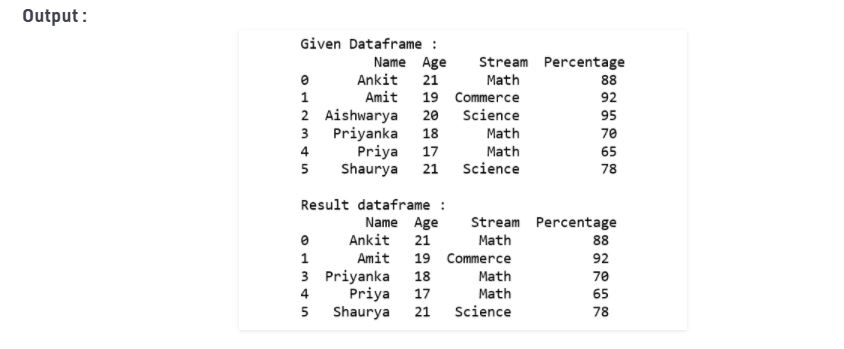 Output :
Given Dataframe :
Name Age Stream Percentage
0 Ankit 21 Math 88
1 Amit 19 Commerce 92
2 Aishwarya 20 Science 95
3 Priyanka 18 Math 70
4 Priya 17 Math 65
5 Shaurya 21 Science 78
Result dataframe :
Name Age Stream Percentage
0 Ankit 21 Math 88
1 Amit 19 Commerce 92
3 Priyanka 18 Math 70
4 Priya 17 Math 65
5 Shaurya 21 Science 78